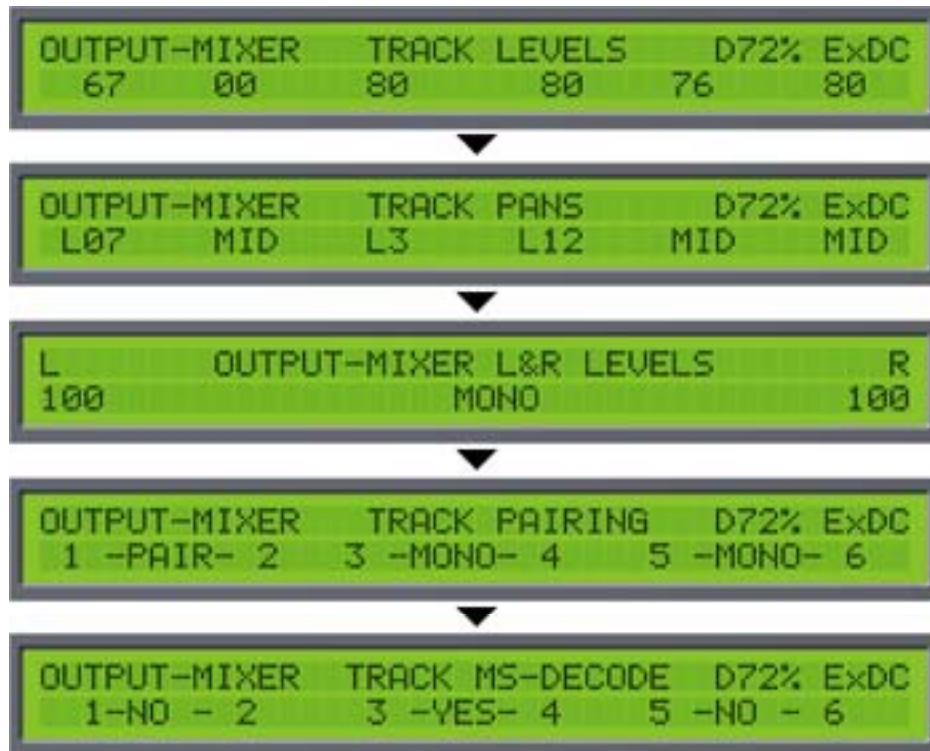 OUTPUT-MIXER TRACK LEVELS D72% ExDC
67 00 80 80 76 80
OUTPUT-MIXER TRACK PANS D72% ExDC
L07 MID L3 L12 MID MID
L OUTPUT-MIXER L&R LEVELS R
100 MONO 100
OUTPUT-MIXER TRACK PAIRING D72% ExDC
1 -PAIR- 2 3 -MONO- 4 5 -MONO- 6
OUTPUT-MIXER TRACK MS-DECODE D72% ExDC
1-NO - 2 3 -YES- 4 5 -NO - 6